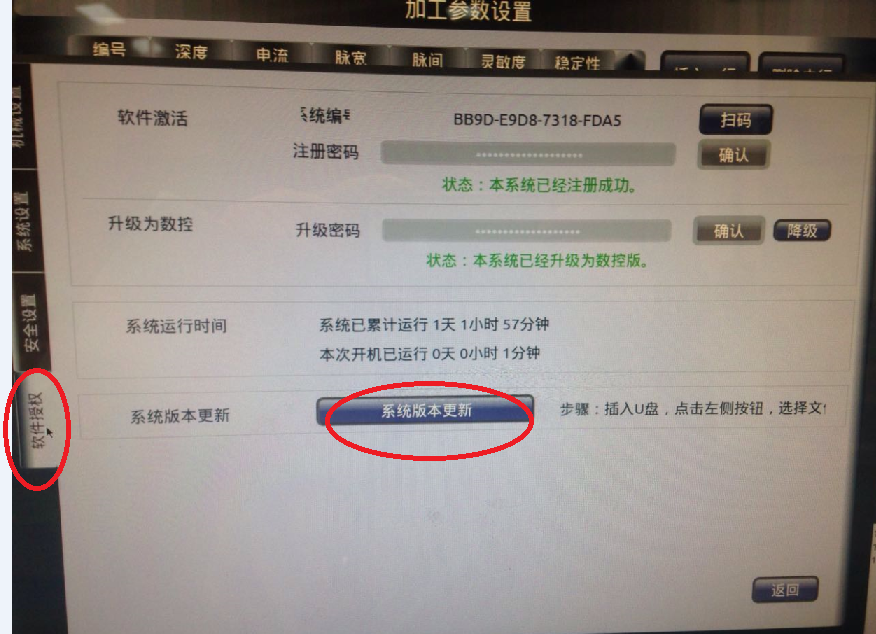 加工参数设置
编号 深度 电流 脉宽 脉间 灵敏度 稳定性
机械设置
系统设置
安全设置
软件授权
软件激活 系统编号 BB9D-E9D8-7318-FDA5 扫码
注册密码 ******************* 确认
状态：本系统已经注册成功。
升级为数控 升级密码 ******************* 确认 降级
状态：本系统已经升级为数控版。
系统运行时间 系统已累计运行 1天 1小时 57分钟
本次开机已运行 0天 0小时 1分钟
系统版本更新 系统版本更新 步骤：插入U盘，点击左侧按钮，选择文
返回